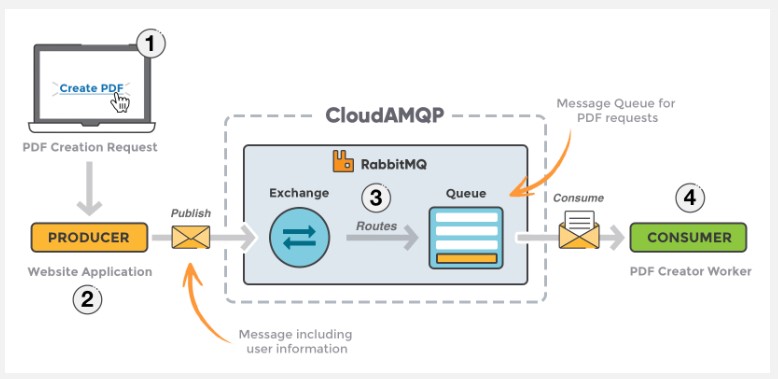 1
Create PDF
PDF Creation Request
CloudAMQP
Message Queue for
PDF requests
RabbitMQ
Exchange
3
Queue
Routes
Publish
Consume
4
PRODUCER
CONSUMER
Website Application
PDF Creator Worker
2
Message including
user information